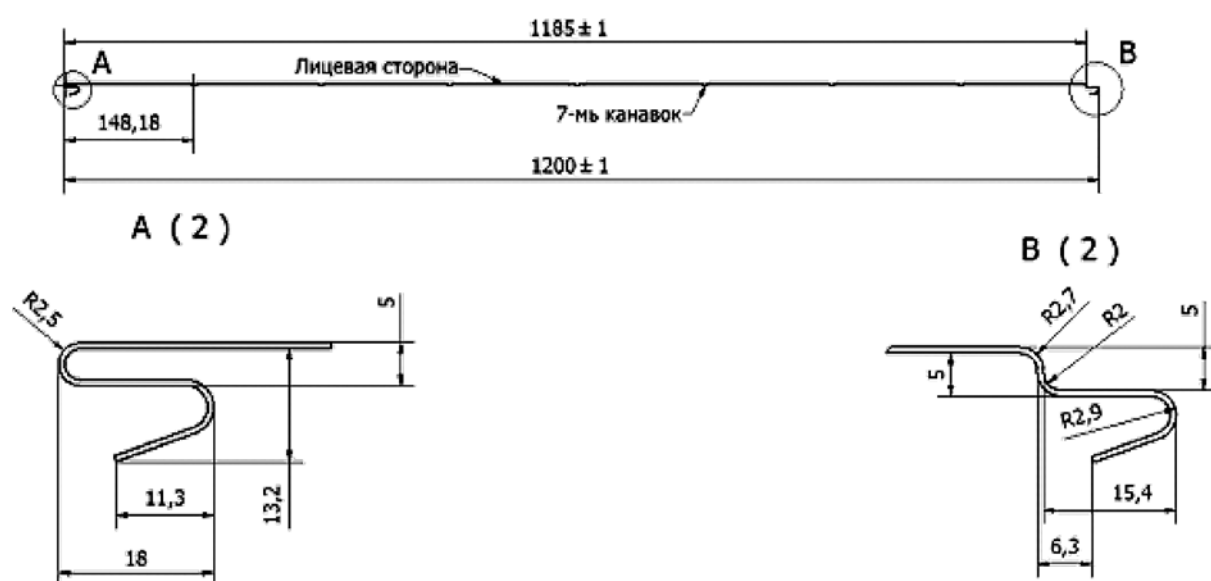 1185 ± 1
A
B
Лицевая сторона
7-мь канавок
148,18
1200 ± 1
A ( 2 )
B ( 2 )
R2,5
5
13,2
11,3
18
R2,7
R2
5
5
R2,9
15,4
6,3